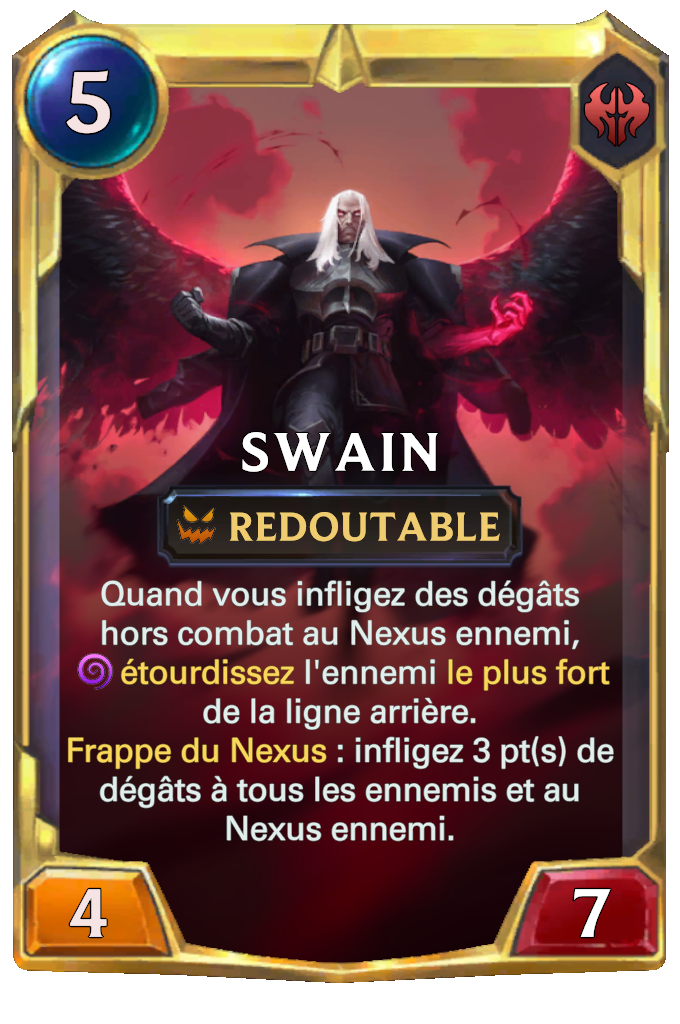 5
SWAIN
REDOUTABLE
Quand vous infligez des dégâts
hors combat au Nexus ennemi,
étourdissez l'ennemi le plus fort
de la ligne arrière.
Frappe du Nexus : infligez 3 pt(s) de
dégâts à tous les ennemis et au
Nexus ennemi.
4
7